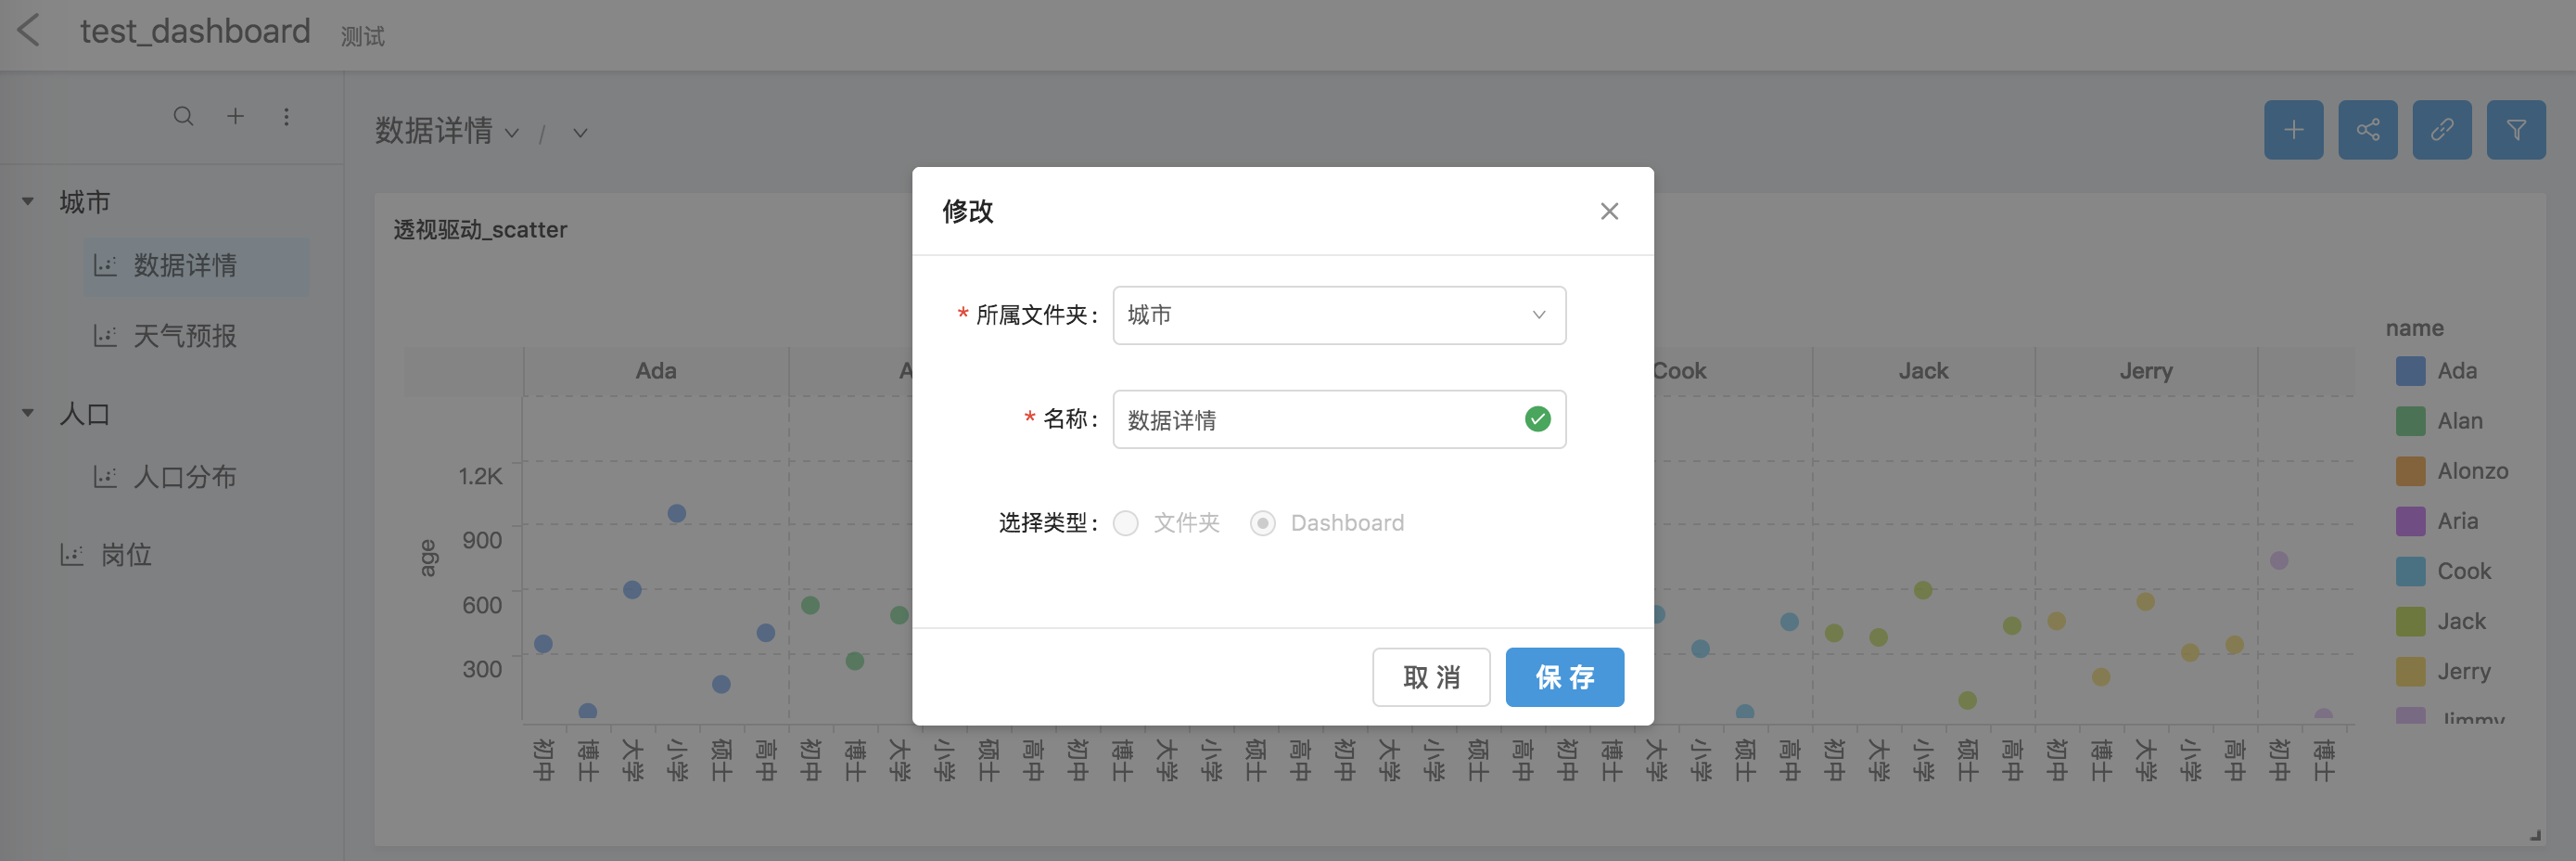 test_dashboard 测试
数据详情 /
城市
数据详情
天气预报
人口
人口分布
岗位
透视驱动_scatter
修改
* 所属文件夹: 城市
* 名称: 数据详情
选择类型: 文件夹 Dashboard
取 消 保 存
Ada A Cook Jack Jerry
age
1.2K
900
600
300
初中 博士 大学 小学 硕士 高中 初中 博士 大学 小学 硕士 高中 初中 博士 大学 小学 硕士 高中 初中 大学 小学 硕士 高中 初中 博士 大学 小学 硕士 高中 初中 大学 小学 硕士 高中 初中 博士 大学 小学 高中 初中 博士
name
Ada
Alan
Alonzo
Aria
Cook
Jack
Jerry
Jimmy